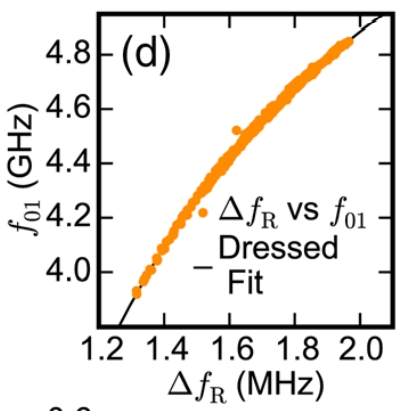 (d)
4.8
4.6
4.4
4.2
4.0
f01 (GHz)
ΔfR vs f01
Dressed
Fit
1.2 1.4 1.6 1.8 2.0
ΔfR (MHz)